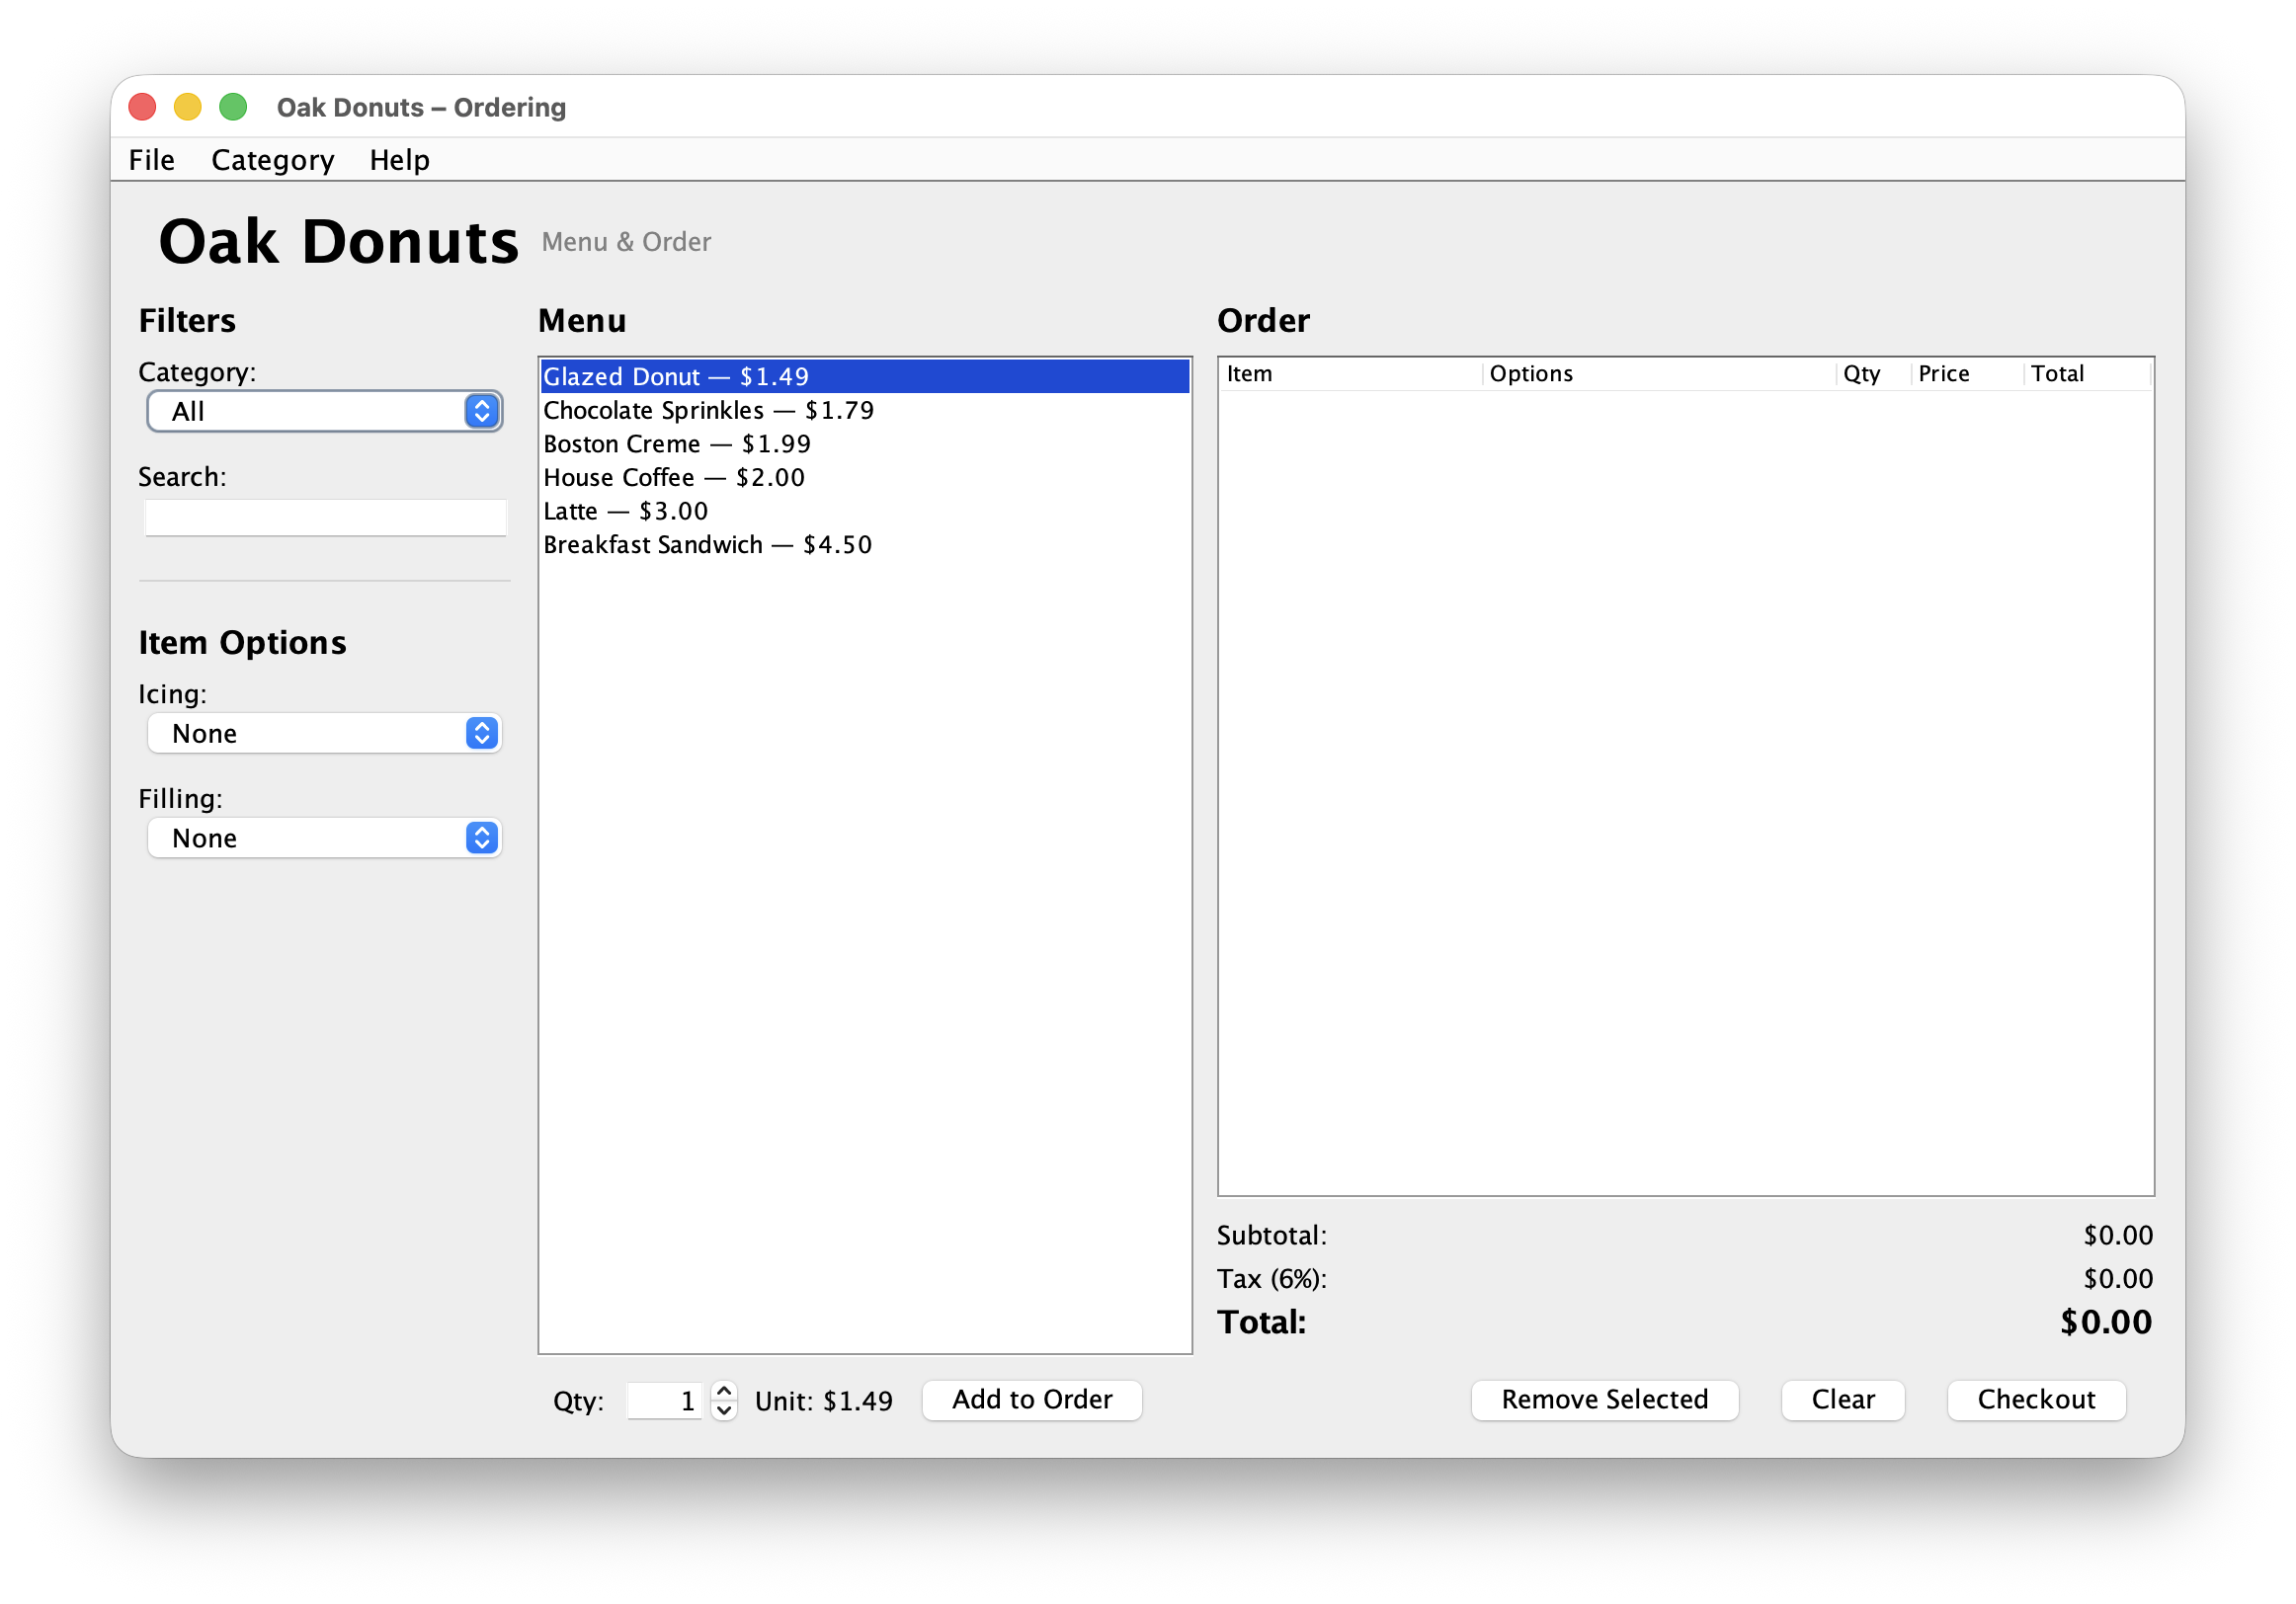 Oak Donuts – Ordering
File Category Help
Oak Donuts Menu & Order
Filters
Category:
All
Search:
Item Options
Icing:
None
Filling:
None
Menu
Glazed Donut — $1.49
Chocolate Sprinkles — $1.79
Boston Creme — $1.99
House Coffee — $2.00
Latte — $3.00
Breakfast Sandwich — $4.50
Qty: 1 Unit: $1.49 Add to Order
Order
Item Options Qty Price Total
Subtotal: $0.00
Tax (6%): $0.00
Total: $0.00
Remove Selected Clear Checkout